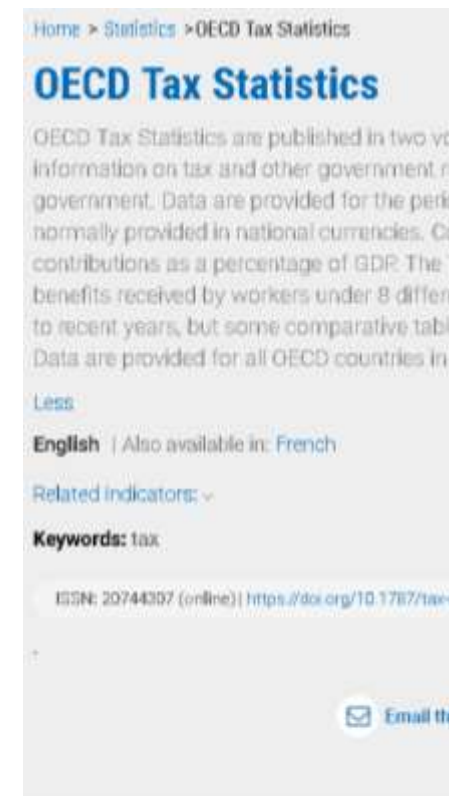 Home > Statistics >OECD Tax Statistics
OECD Tax Statistics
OECD Tax Statistics are published in two vo
information on tax and other government r
government. Data are provided for the peri
normally provided in national currencies. C
contributions as a percentage of GDP. The
benefits received by workers under 8 differ
to recent years, but some comparative tabl
Data are provided for all OECD countries in
Less
English | Also available in: French
Related indicators:
Keywords: tax
ISSN: 20744307 (online)| https://doi.org/10.1787/tax-
Email th